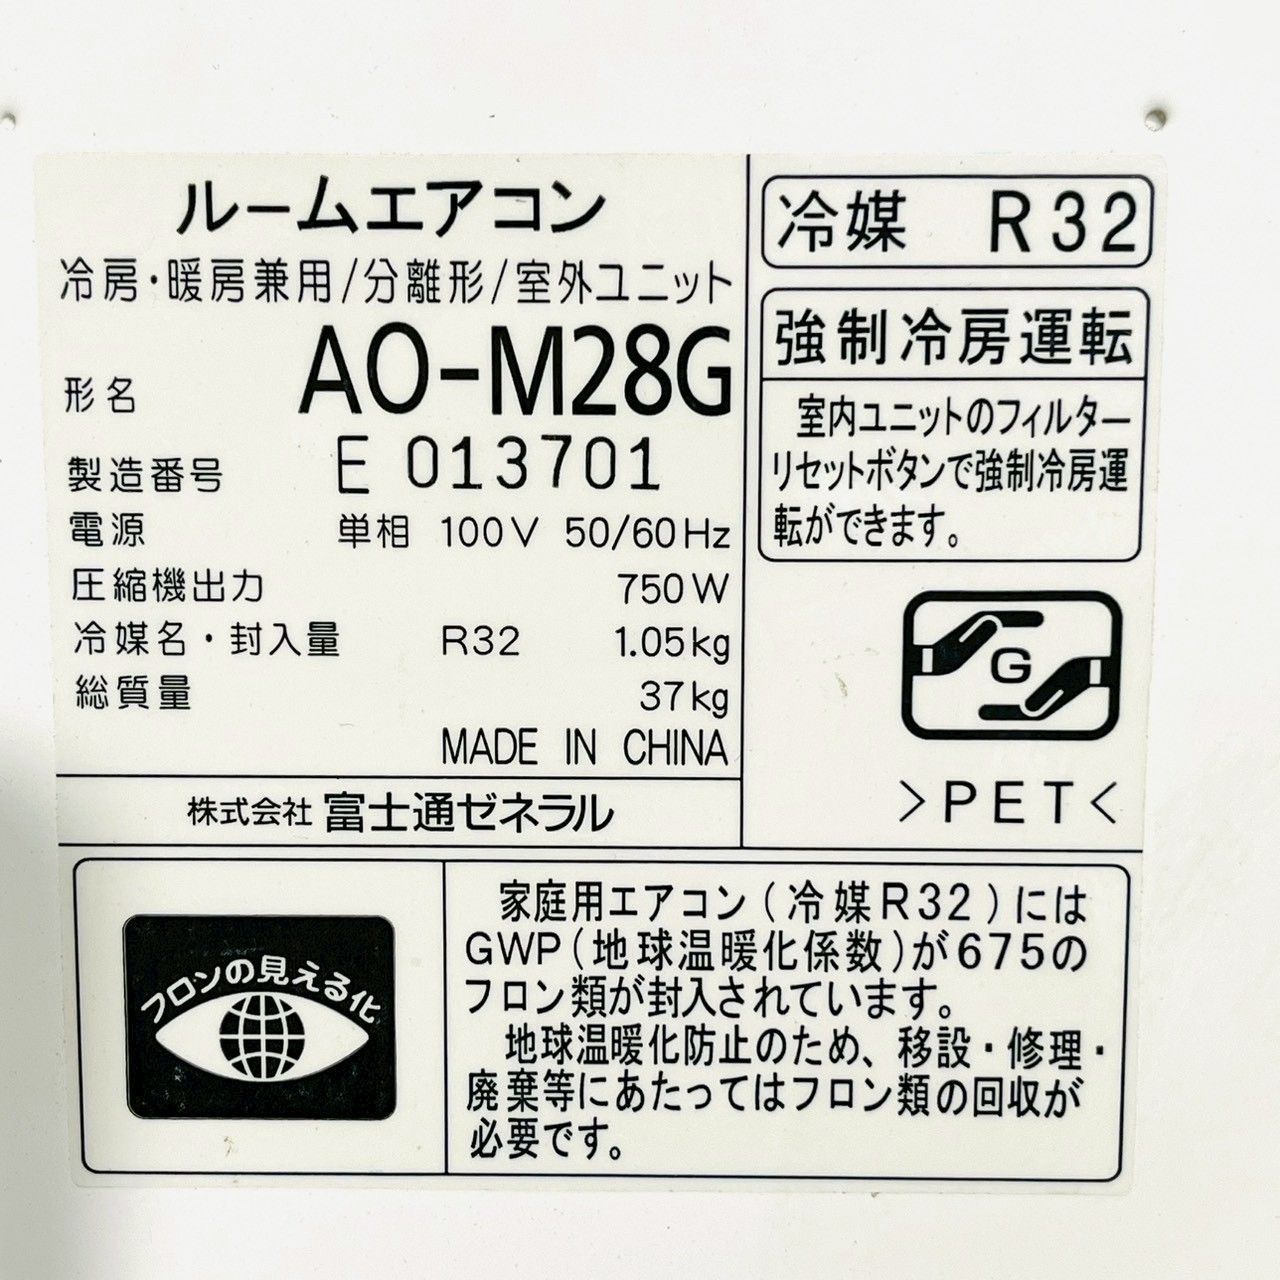 ルームエアコン
冷房・暖房兼用/分離形/室外ユニット
形名 AO-M28G
製造番号 E 013701
電源 単相 100V 50/60Hz
圧縮機出力 750W
冷媒名・封入量 R32 1.05kg
総質量 37kg
MADE IN CHINA
株式会社 富士通ゼネラル
冷媒 R32
強制冷房運転
室内ユニットのフィルター
リセットボタンで強制冷房運
転ができます。
G
>PET<
フロンの見える化
家庭用エアコン(冷媒R32)には
GWP(地球温暖化係数)が675の
フロン類が封入されています。
地球温暖化防止のため、移設・修理・
廃棄等にあたってはフロン類の回収が
必要です。